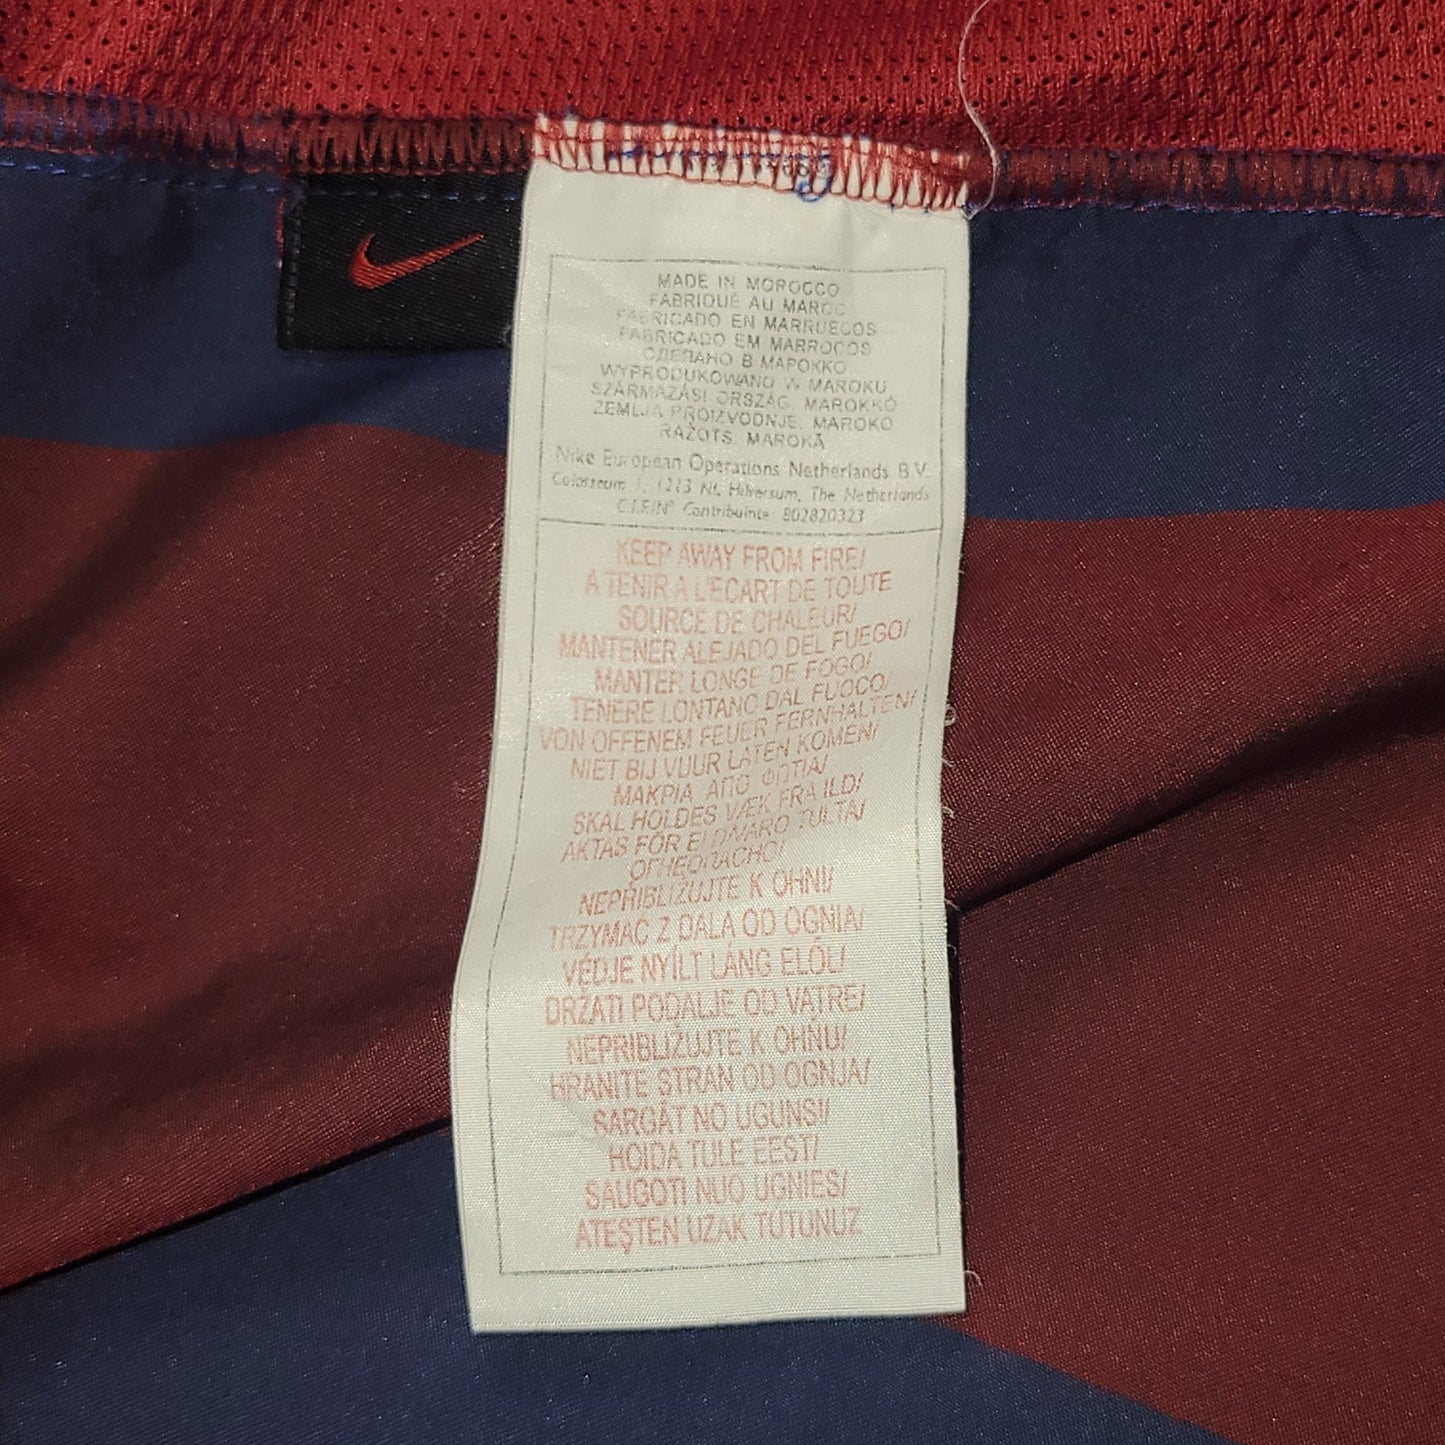 MADE IN MOROCCO
FABRIQUÉ AU MAROC
FABRICADO EN MARRUECOS
FABRICADO EM MARROCOS
СДЕЛАНО В МАРОККО
WYPRODUKOWANO W MAROKU
SZÁRMAZÁSI ORSZÁG: MAROKKÓ
ZEMLJA PROIZVODNJE: MAROKO
RAŽOTS: MAROKĀ
Nike European Operations Netherlands B.V.
Colosseum 1, 1213 NL Hilversum, The Netherlands
C.I.F./N° Contribuinte: 802820323
KEEP AWAY FROM FIRE/
A TENIR A L'ECART DE TOUTE
SOURCE DE CHALEUR/
MANTENER ALEJADO DEL FUEGO/
MANTER LONGE DE FOGO/
TENERE LONTANO DAL FUOCO/
VON OFFENEM FEUER FERNHALTEN/
NIET BIJ VUUR LATEN KOMEN/
ΜΑΚΡΙΑ ΑΠΟ ΦΩΤΙΑ/
SKAL HOLDES VÆK FRA ILD/
AKTAS FÖR ELDMARO TULTA/
ОГНЕОПАСНО/
NEPŘIBLIŽUJTE K OHNI/
TRZYMAC Z DALA OD OGNIA/
VÉDJE NYÍLT LÁNG ELŐL/
DRŽATI PODALJE OD VATRE/
NEPRIBLIŽUJTE K OHNU/
HRANITE STRAN OD OGNJA/
SARGÁT NO UGUNS!/
HOIDA TULE EEST/
SAUGOTI NUO UGNIES/
ATEŞTEN UZAK TUTUNUZ